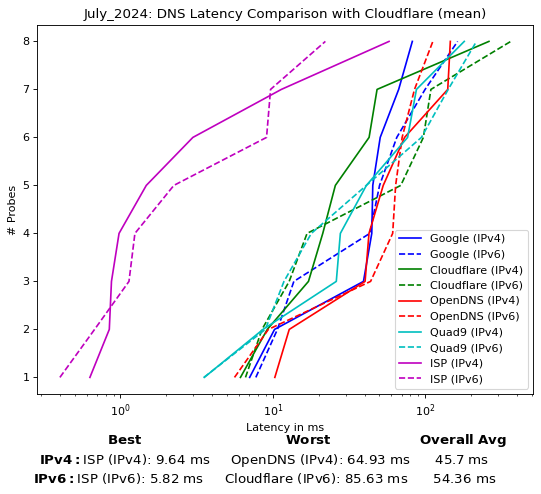 July_2024: DNS Latency Comparison with Cloudflare (mean)
8
7
6
5
4
3
2
1
# Probes
Google (IPv4)
Google (IPv6)
Cloudflare (IPv4)
Cloudflare (IPv6)
OpenDNS (IPv4)
OpenDNS (IPv6)
Quad9 (IPv4)
Quad9 (IPv6)
ISP (IPv4)
ISP (IPv6)
10⁰ 10¹ 10²
Latency in ms
Best Worst Overall Avg
IPv4: ISP (IPv4): 9.64 ms OpenDNS (IPv4): 64.93 ms 45.7 ms
IPv6: ISP (IPv6): 5.82 ms Cloudflare (IPv6): 85.63 ms 54.36 ms